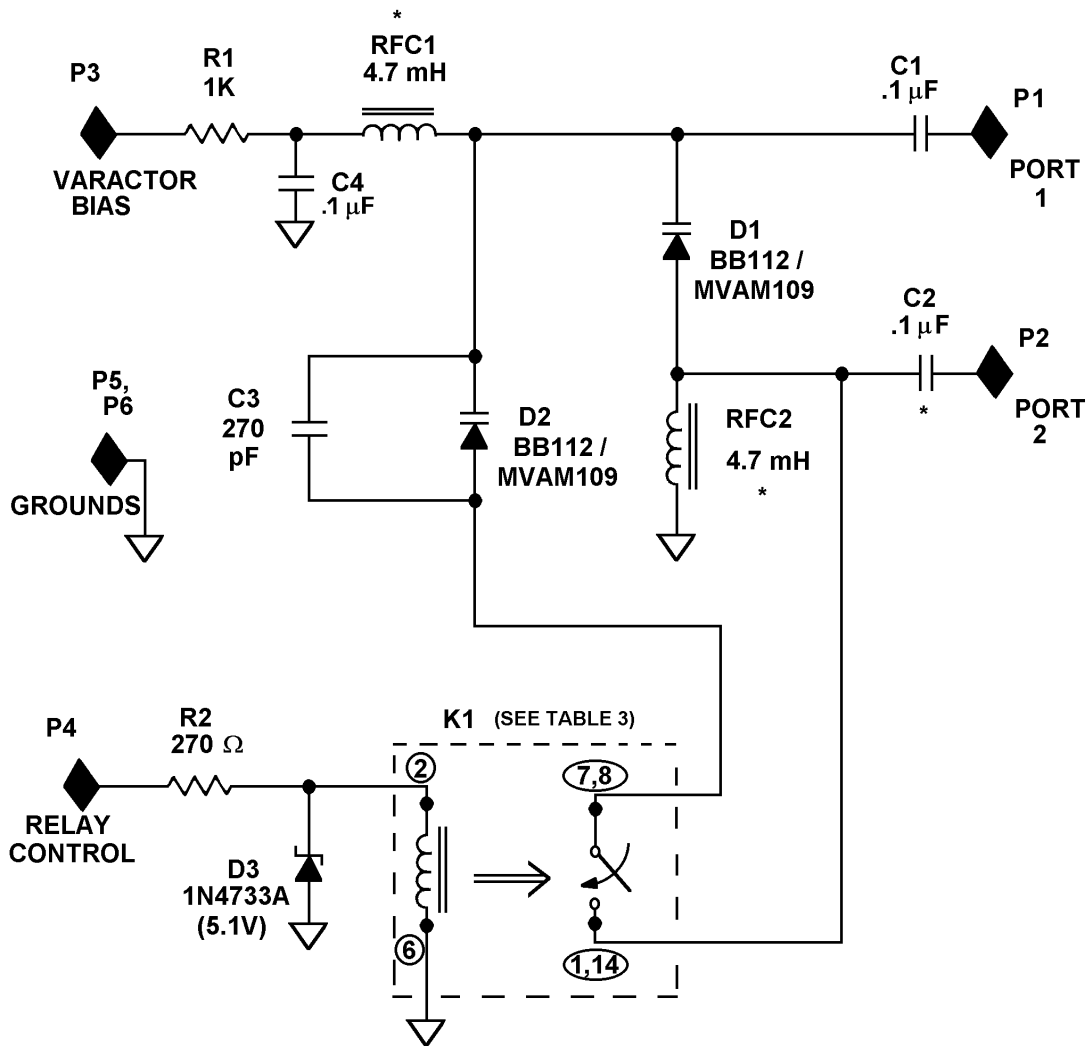 *
RFC1
4.7 mH
R1
1K
P3
VARACTOR
BIAS
C4
.1 μF
C1
.1 μF
P1
PORT
1
D1
BB112 /
MVAM109
C2
.1 μF
*
P2
PORT
2
P5,
P6
GROUNDS
C3
270
pF
D2
BB112 /
MVAM109
RFC2
4.7 mH
*
K1 (SEE TABLE 3)
P4
RELAY
CONTROL
R2
270 Ω
D3
1N4733A
(5.1V)
2
6
7,8
1,14